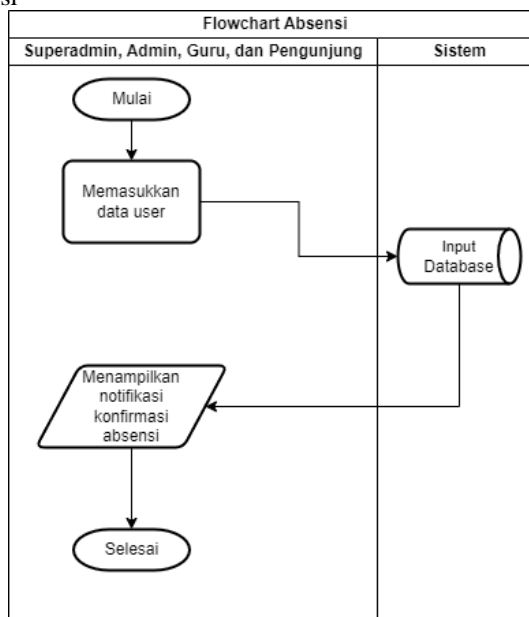 si
Flowchart Absensi
Superadmin, Admin, Guru, dan Pengunjung
Sistem
Mulai
Memasukkan
data user
Input
Database
Menampilkan
notifikasi
konfirmasi
absensi
Selesai